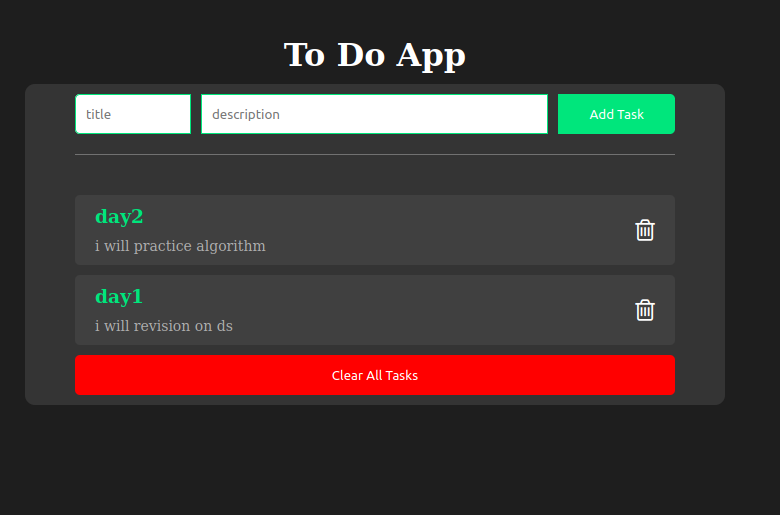 To Do App
title
description
Add Task
day2
i will practice algorithm
day1
i will revision on ds
Clear All Tasks